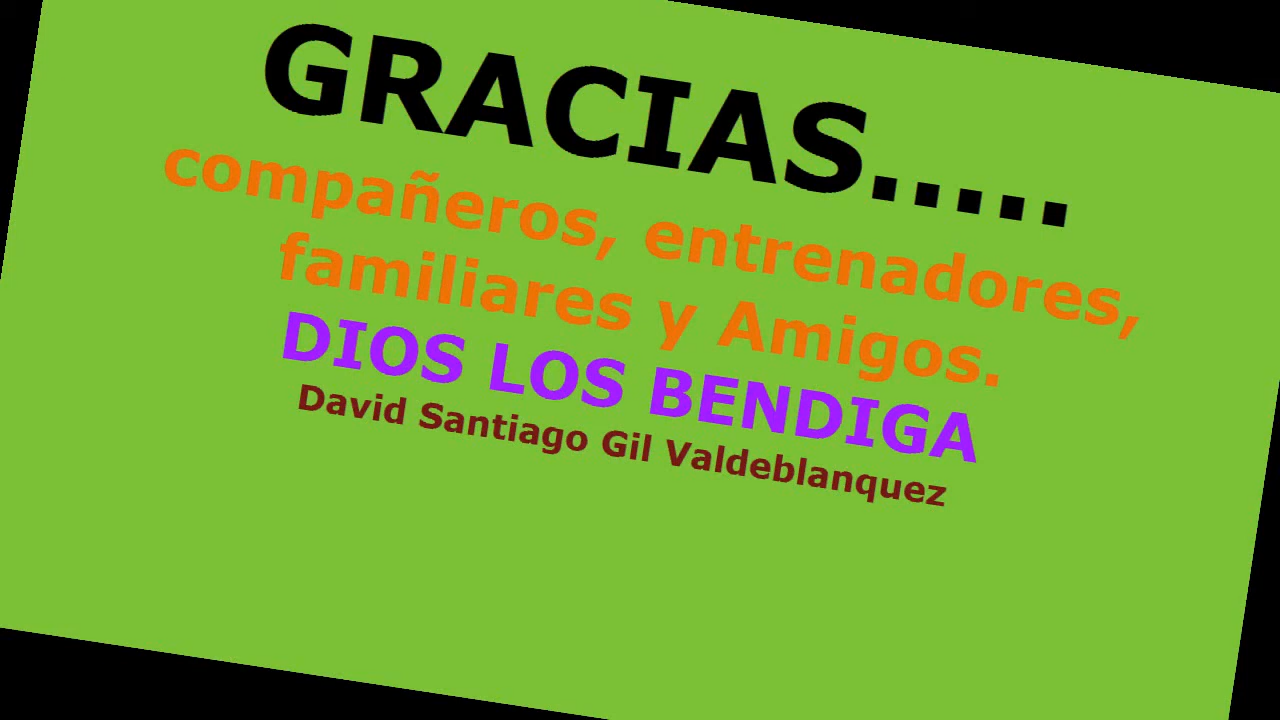 GRACIAS.....
compañeros, entrenadores,
familiares y Amigos.
DIOS LOS BENDIGA
David Santiago Gil Valdeblanquez